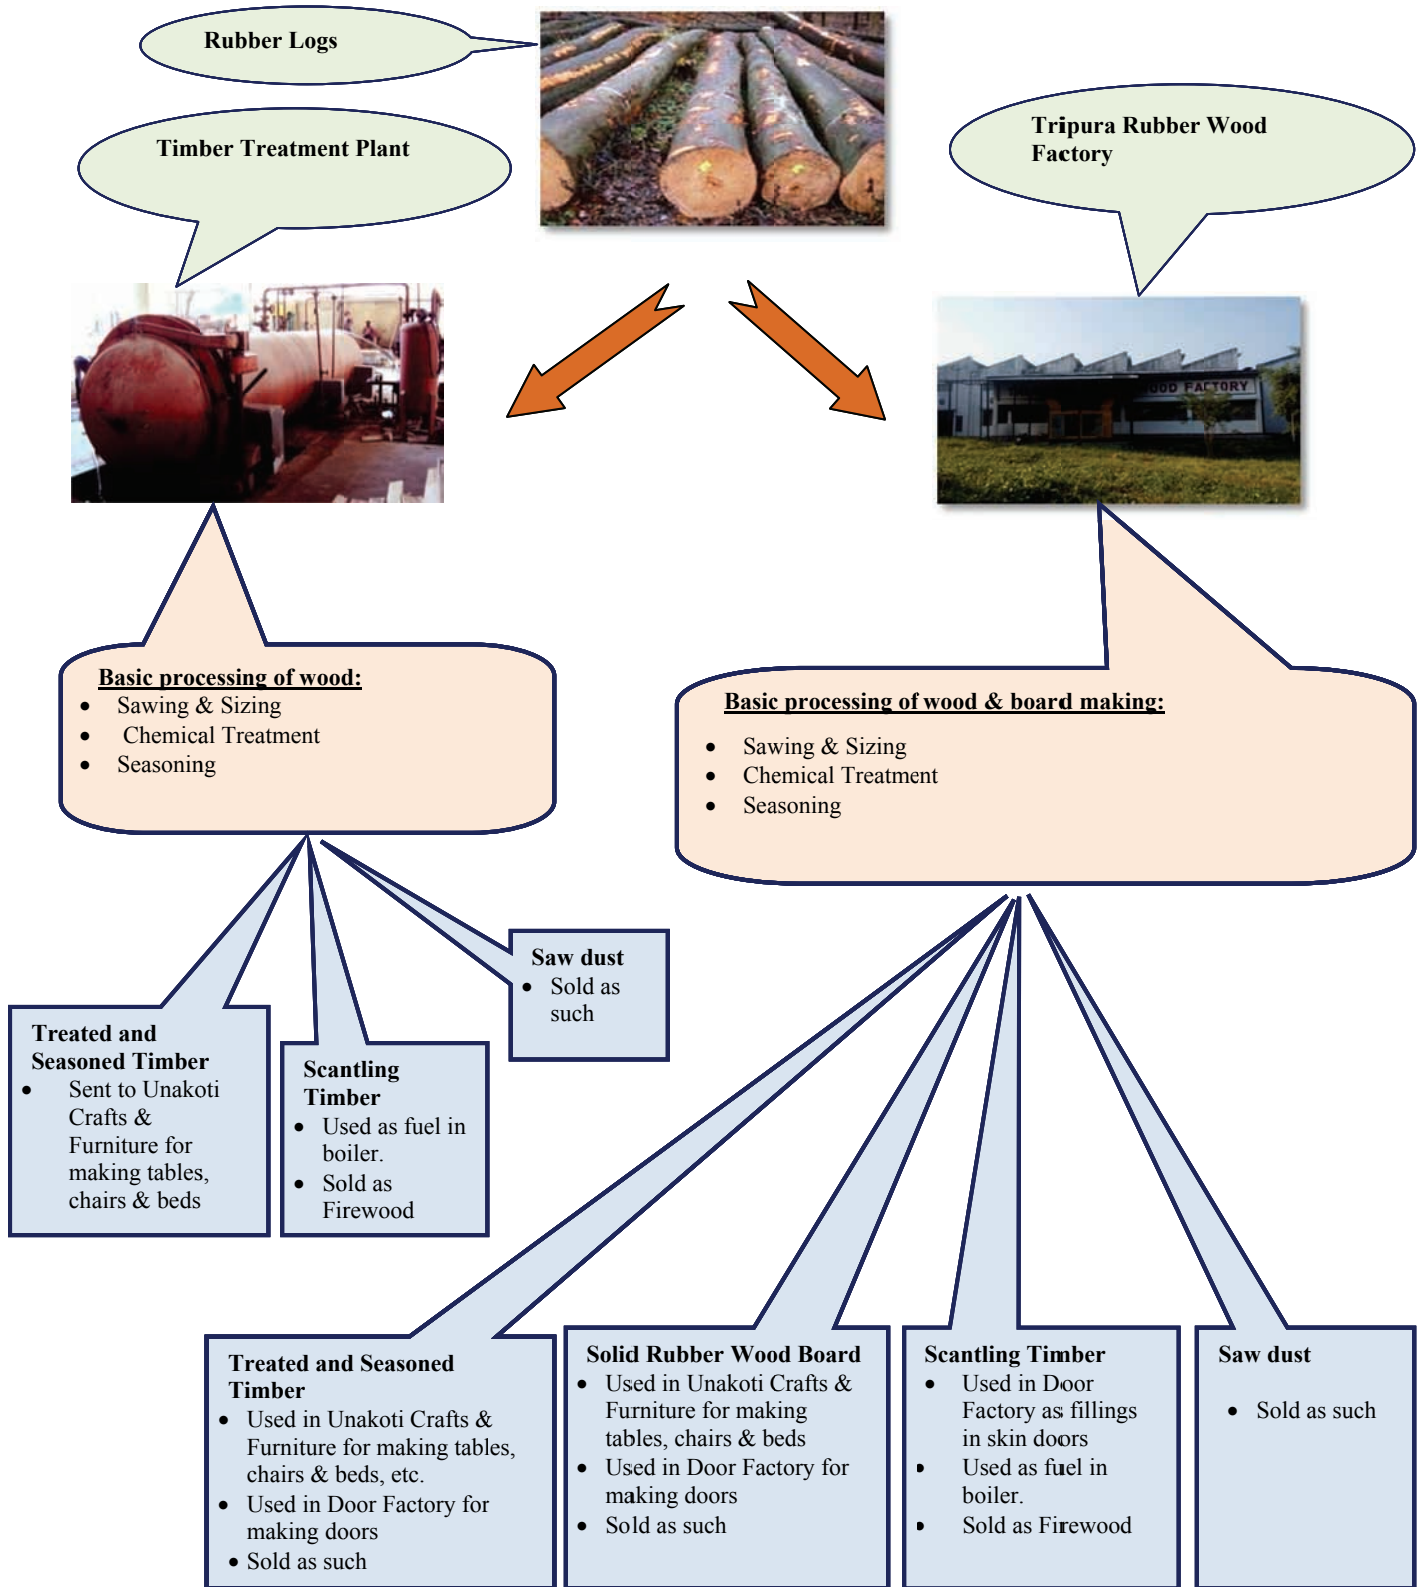 Rubber Logs
Timber Treatment Plant
Tripura Rubber Wood
Factory
OOD FACTORY
Basic processing of wood:
• Sawing & Sizing
• Chemical Treatment
• Seasoning
Basic processing of wood & board making:
• Sawing & Sizing
• Chemical Treatment
• Seasoning
Saw dust
• Sold as
such
Treated and
Seasoned Timber
• Sent to Unakoti
Crafts &
Furniture for
making tables,
chairs & beds
Scantling
Timber
• Used as fuel in
boiler.
• Sold as
Firewood
Treated and Seasoned
Timber
• Used in Unakoti Crafts &
Furniture for making tables,
chairs & beds, etc.
• Used in Door Factory for
making doors
• Sold as such
Solid Rubber Wood Board
• Used in Unakoti Crafts &
Furniture for making
tables, chairs & beds
• Used in Door Factory for
making doors
• Sold as such
Scantling Timber
• Used in Door
Factory as fillings
in skin doors
• Used as fuel in
boiler.
• Sold as Firewood
Saw dust
• Sold as such